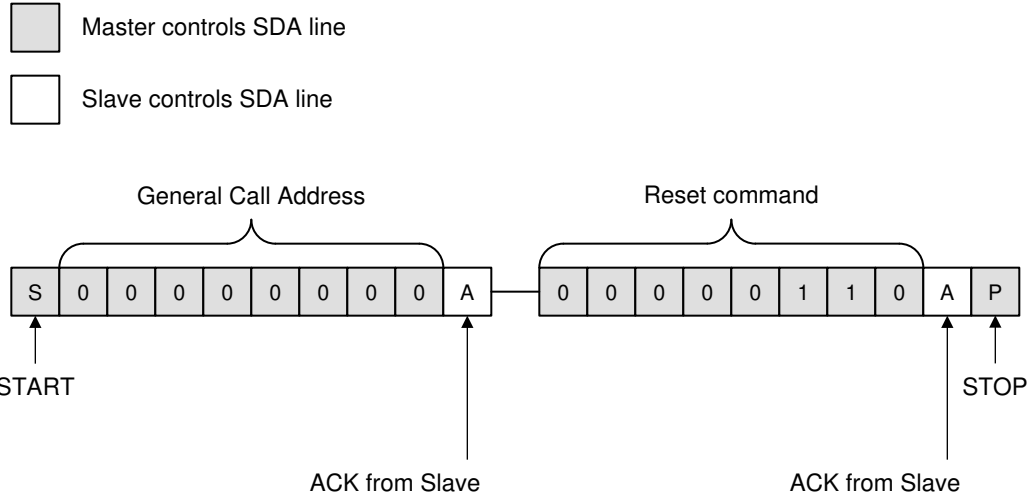 Master controls SDA line
Slave controls SDA line
General Call Address
Reset command
S 0 0 0 0 0 0 0 0 A 0 0 0 0 0 1 1 0 A P
START
STOP
ACK from Slave
ACK from Slave